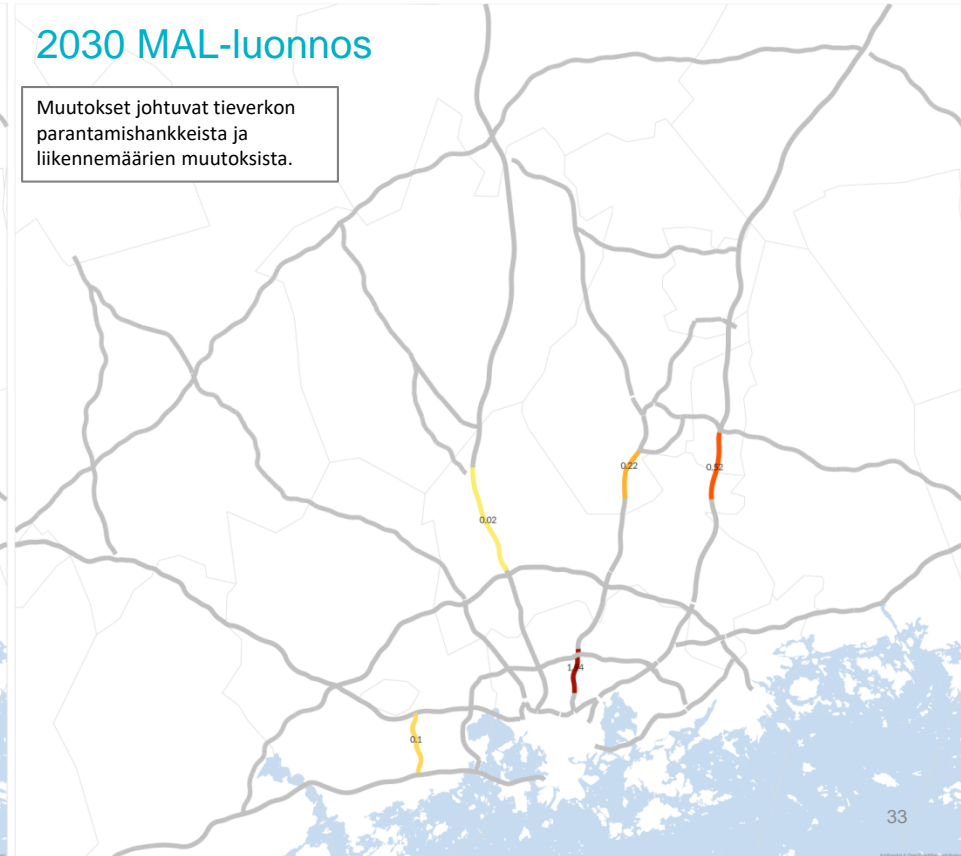 2030 MAL-luonnos
Muutokset johtuvat tieverkon
parantamishankkeista ja
liikennemäärien muutoksista.
0.22
0.52
0.02
0.1
33